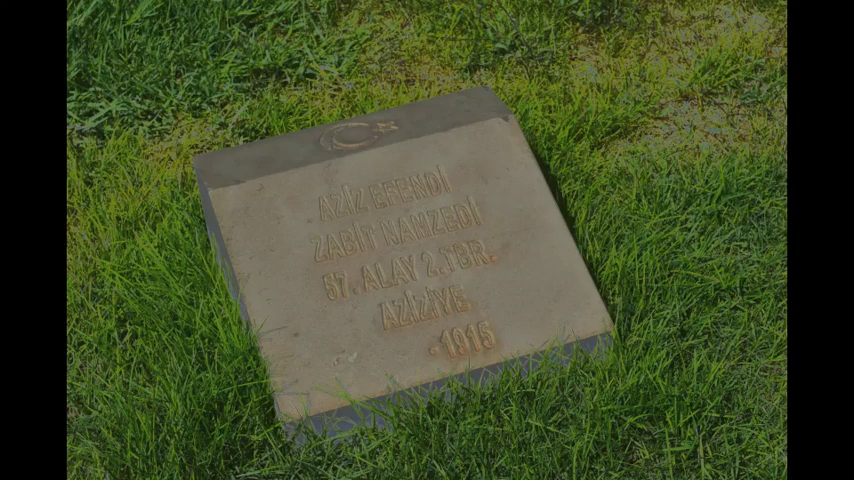 AZİZ EFENDİ
ZABİT NAMZEDİ
57. ALAY 2.TBR.
AZİZİYE
-1915